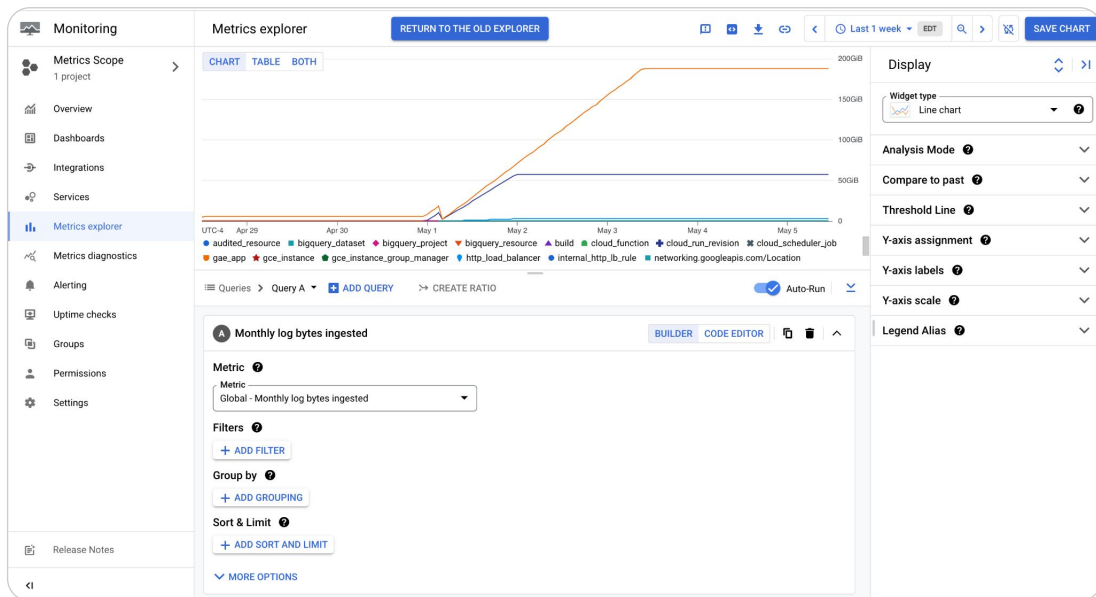 Monitoring
Metrics explorer
RETURN TO THE OLD EXPLORER
Last 1 week
EDT
SAVE CHART
Metrics Scope
1 project
Overview
Dashboards
Integrations
Services
Metrics explorer
Metrics diagnostics
Alerting
Uptime checks
Groups
Permissions
Settings
Release Notes
CHART TABLE BOTH
200GiB
150GiB
100GiB
50GiB
0
UTC-4 Apr 29 Apr 30 May 1 May 2 May 3 May 4 May 5
audited_resource bigquery_dataset bigquery_project bigquery_resource build cloud_function cloud_run_revision cloud_scheduler_job
gae_app gce_instance gce_instance_group_manager http_load_balancer internal_http_lb_rule networking.googleapis.com/Location
Queries Query A ADD QUERY CREATE RATIO Auto-Run
A Monthly log bytes ingested BUILDER CODE EDITOR
Metric
Metric
Global - Monthly log bytes ingested
Filters
+ ADD FILTER
Group by
+ ADD GROUPING
Sort & Limit
+ ADD SORT AND LIMIT
MORE OPTIONS
Display
Widget type
Line chart
Analysis Mode
Compare to past
Threshold Line
Y-axis assignment
Y-axis labels
Y-axis scale
Legend Alias